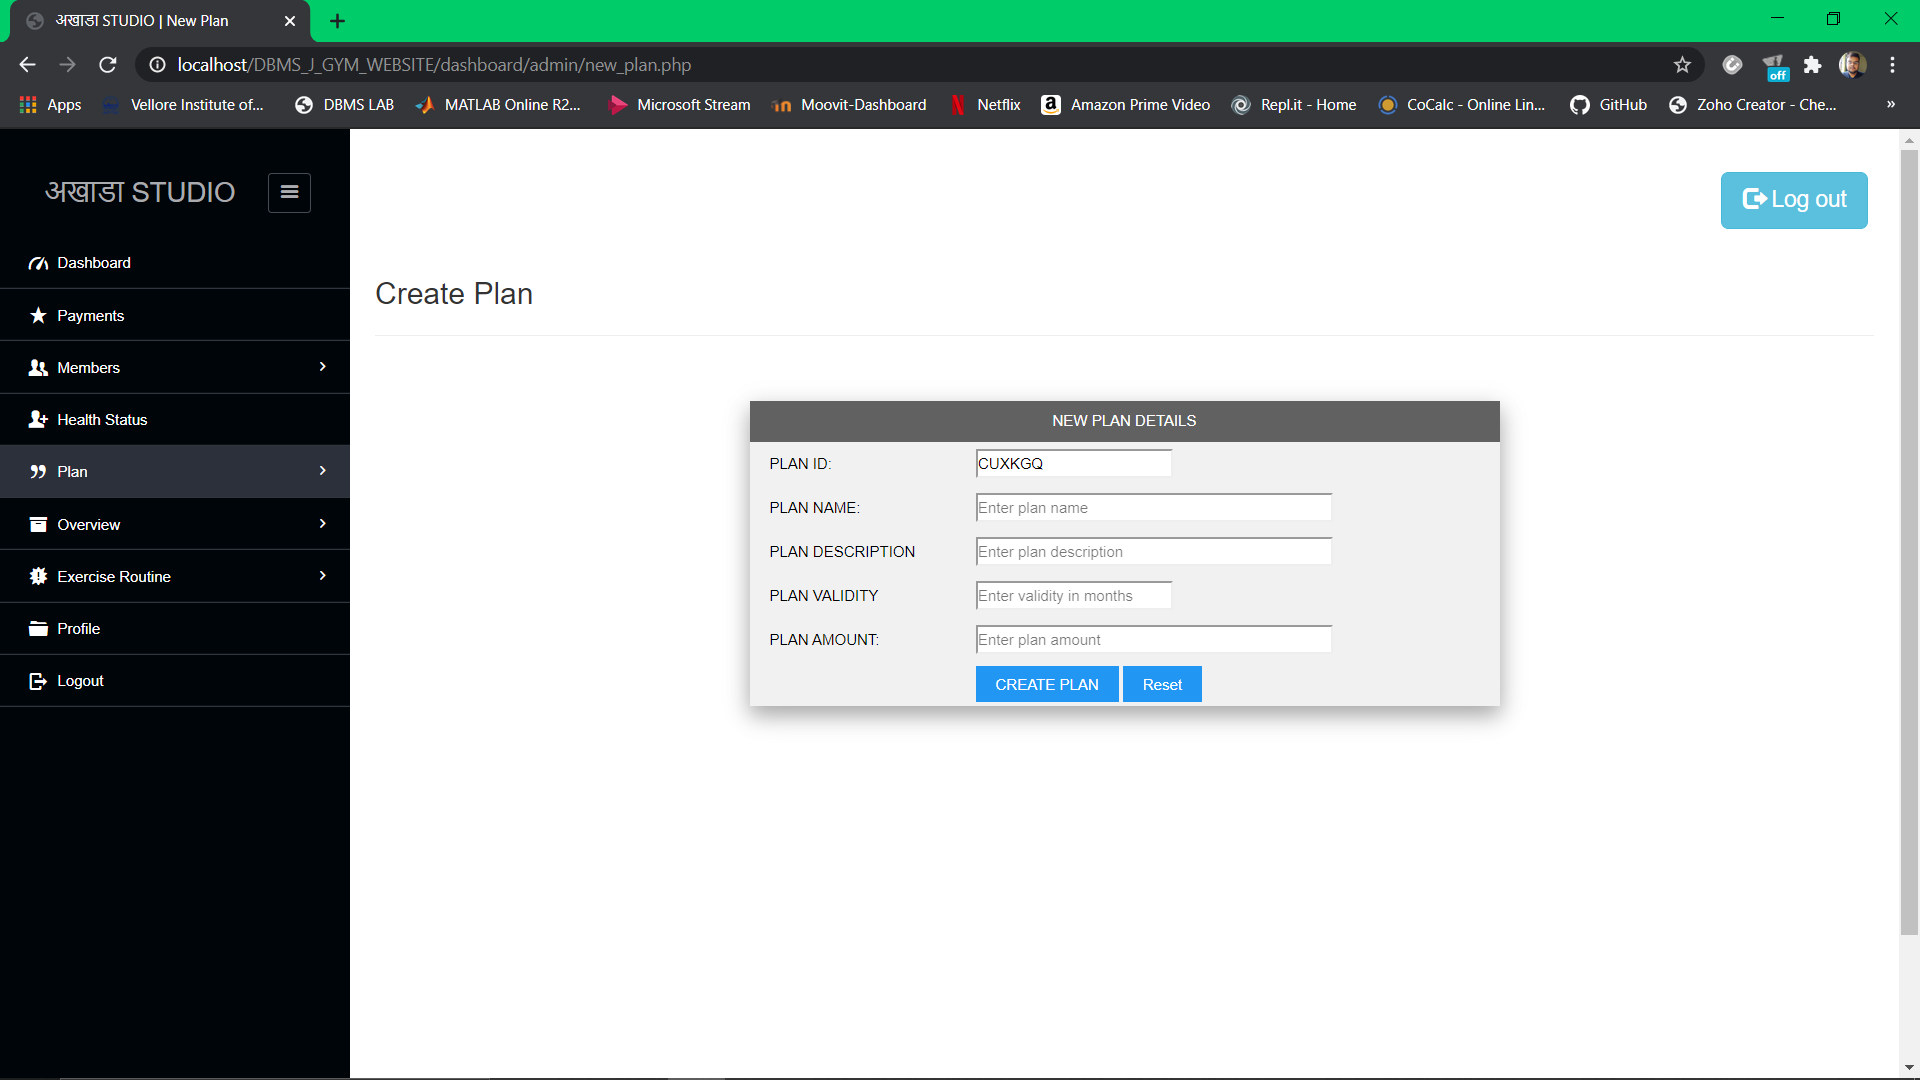 अखाडा STUDIO | New Plan
localhost/DBMS_J_GYM_WEBSITE/dashboard/admin/new_plan.php
off
Apps
Vellore Institute of...
DBMS LAB
MATLAB Online R2...
Microsoft Stream
Moovit-Dashboard
Netflix
Amazon Prime Video
Repl.it - Home
CoCalc - Online Lin...
GitHub
Zoho Creator - Che...
»
अखाडा STUDIO
Log out
Dashboard
Payments
Members
Health Status
Plan
Overview
Exercise Routine
Profile
Logout
Create Plan
NEW PLAN DETAILS
PLAN ID: CUXKGQ
PLAN NAME: Enter plan name
PLAN DESCRIPTION Enter plan description
PLAN VALIDITY Enter validity in months
PLAN AMOUNT: Enter plan amount
CREATE PLAN Reset